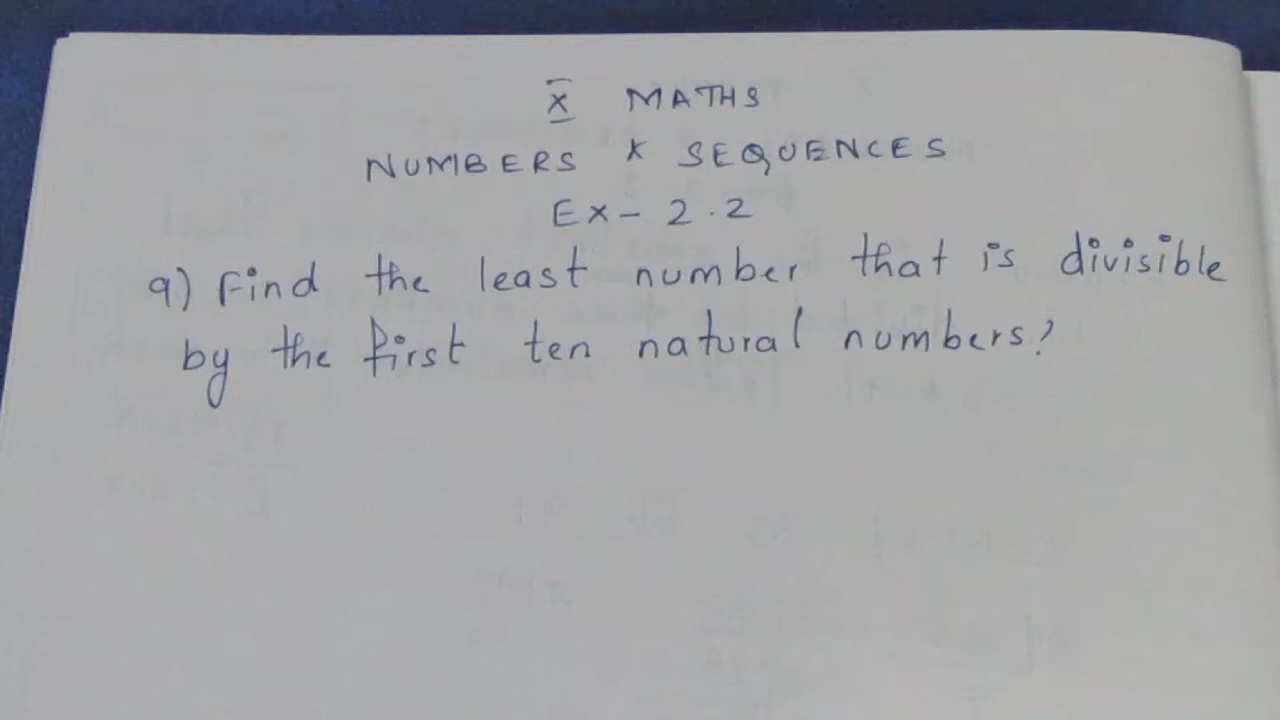 X MATHS
NUMBERS & SEQUENCES
Ex- 2.2
9) Find the least number that is divisible
by the first ten natural numbers?